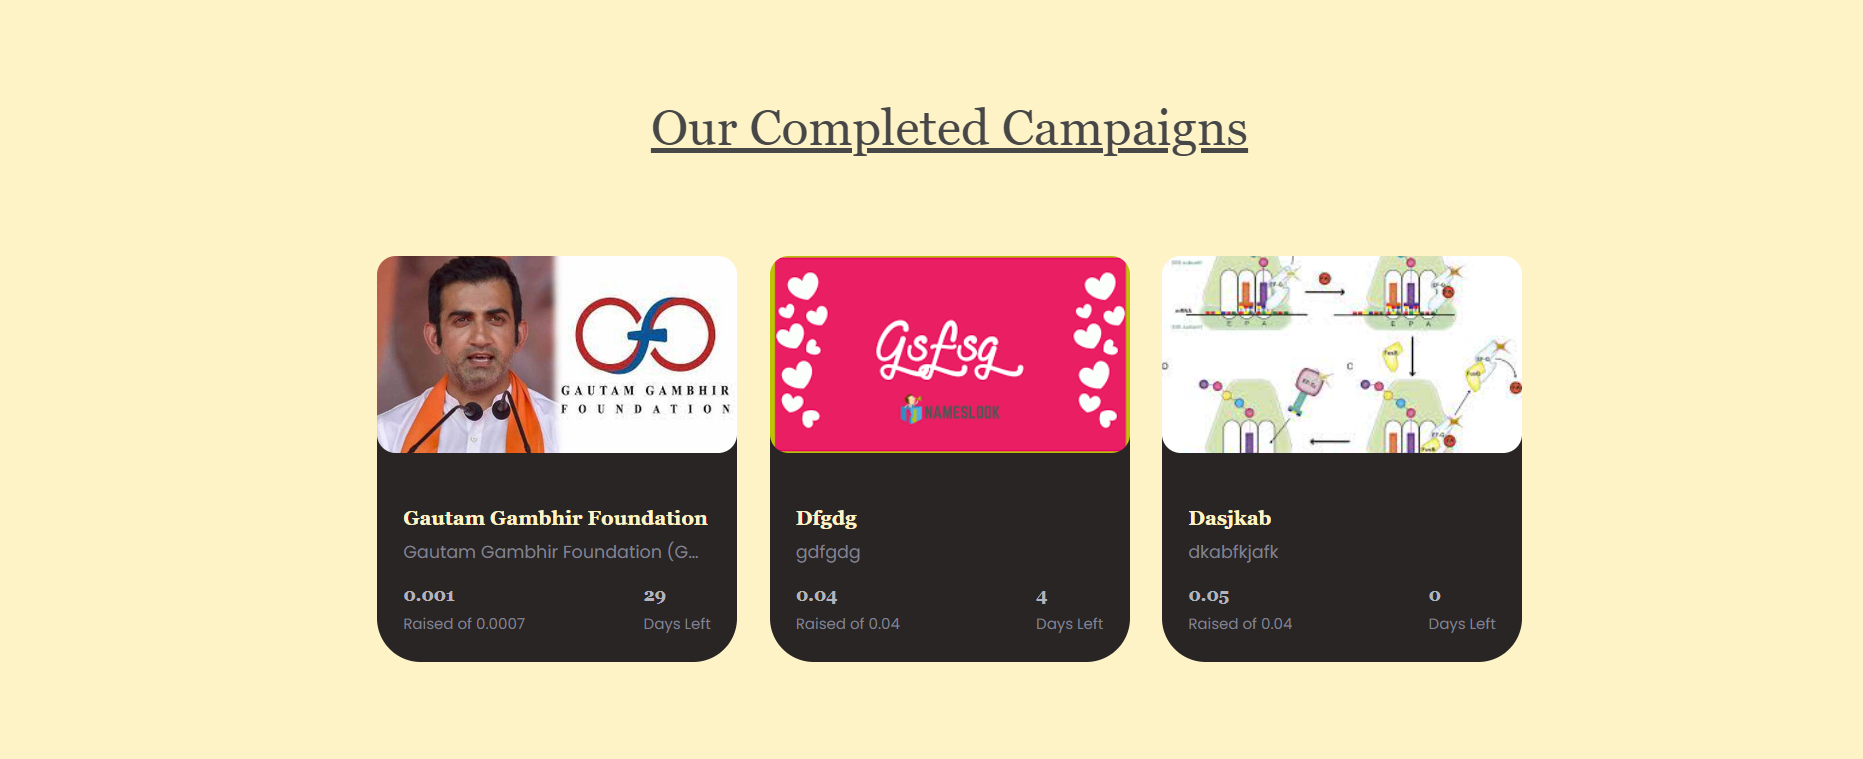 Our Completed Campaigns
GAUTAM GAMBHIR
FOUNDATION
Gautam Gambhir Foundation
Gautam Gambhir Foundation (G...
0.001
29
Raised of 0.0007
Days Left
Gsfsg
NAMESLOOK
Dfgdg
gdfgdg
0.04
4
Raised of 0.04
Days Left
mRNA
E P A
E P A
D
C
Dasjkab
dkabfkjafk
0.05
0
Raised of 0.04
Days Left